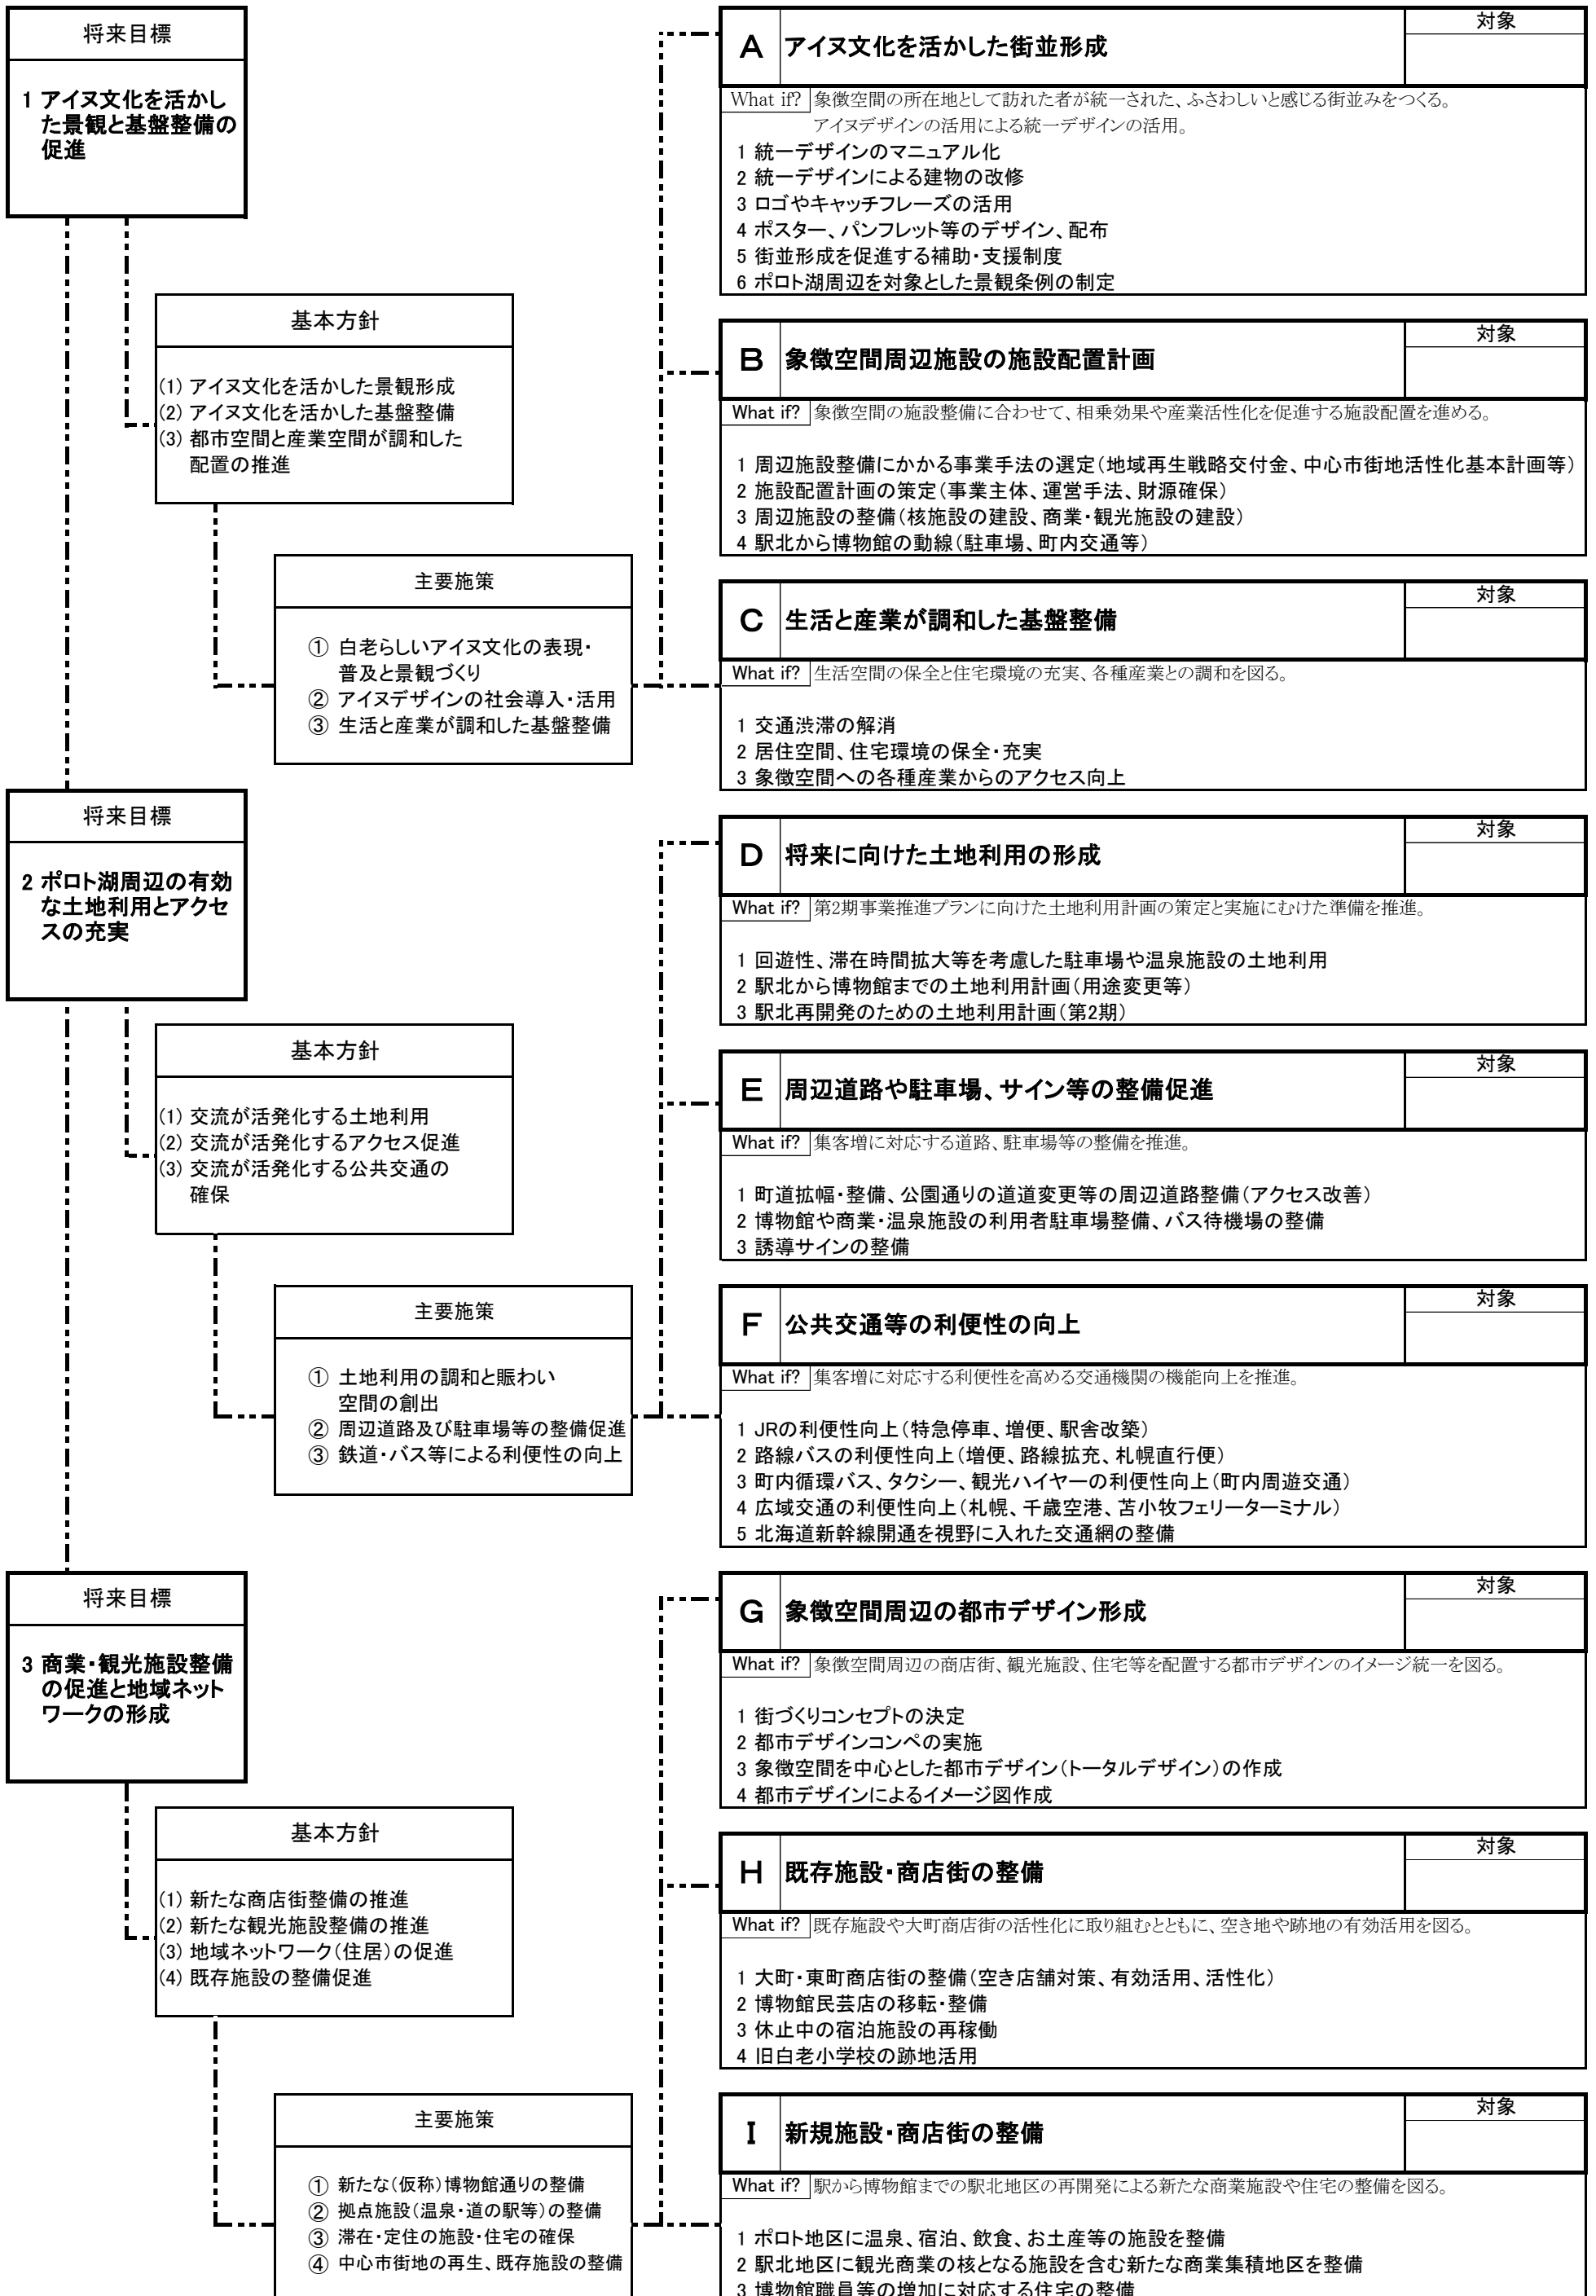 将来目標
1 アイヌ文化を活かし
た景観と基盤整備の
促進
基本方針
(1) アイヌ文化を活かした景観形成
(2) アイヌ文化を活かした基盤整備
(3) 都市空間と産業空間が調和した
配置の推進
主要施策
① 白老らしいアイヌ文化の表現・
普及と景観づくり
② アイヌデザインの社会導入・活用
③ 生活と産業が調和した基盤整備
A アイヌ文化を活かした街並形成
対象
What if? 象徴空間の所在地として訪れた者が統一された、ふさわしいと感じる街並みをつくる。
アイヌデザインの活用による統一デザインの活用。
1 統一デザインのマニュアル化
2 統一デザインによる建物の改修
3 ロゴやキャッチフレーズの活用
4 ポスター、パンフレット等のデザイン、配布
5 街並形成を促進する補助・支援制度
6 ポロト湖周辺を対象とした景観条例の制定
B 象徴空間周辺施設の施設配置計画
対象
What if? 象徴空間の施設整備に合わせて、相乗効果や産業活性化を促進する施設配置を進める。
1 周辺施設整備にかかる事業手法の選定(地域再生戦略交付金、中心市街地活性化基本計画等)
2 施設配置計画の策定(事業主体、運営手法、財源確保)
3 周辺施設の整備(核施設の建設、商業・観光施設の建設)
4 駅北から博物館の動線(駐車場、町内交通等)
C 生活と産業が調和した基盤整備
対象
What if? 生活空間の保全と住宅環境の充実、各種産業との調和を図る。
1 交通渋滞の解消
2 居住空間、住宅環境の保全・充実
3 象徴空間への各種産業からのアクセス向上
将来目標
2 ポロト湖周辺の有効
な土地利用とアクセ
スの充実
基本方針
(1) 交流が活発化する土地利用
(2) 交流が活発化するアクセス促進
(3) 交流が活発化する公共交通の
確保
主要施策
① 土地利用の調和と賑わい
空間の創出
② 周辺道路及び駐車場等の整備促進
③ 鉄道・バス等による利便性の向上
D 将来に向けた土地利用の形成
対象
What if? 第2期事業推進プランに向けた土地利用計画の策定と実施にむけた準備を推進。
1 回遊性、滞在時間拡大等を考慮した駐車場や温泉施設の土地利用
2 駅北から博物館までの土地利用計画(用途変更等)
3 駅北再開発のための土地利用計画(第2期)
E 周辺道路や駐車場、サイン等の整備促進
対象
What if? 集客増に対応する道路、駐車場等の整備を推進。
1 町道拡幅・整備、公園通りの道道変更等の周辺道路整備(アクセス改善)
2 博物館や商業・温泉施設の利用者駐車場整備、バス待機場の整備
3 誘導サインの整備
F 公共交通等の利便性の向上
対象
What if? 集客増に対応する利便性を高める交通機関の機能向上を推進。
1 JRの利便性向上(特急停車、増便、駅舎改築)
2 路線バスの利便性向上(増便、路線拡充、札幌直行便)
3 町内循環バス、タクシー、観光ハイヤーの利便性向上(町内周遊交通)
4 広域交通の利便性向上(札幌、千歳空港、苫小牧フェリーターミナル)
5 北海道新幹線開通を視野に入れた交通網の整備
将来目標
3 商業・観光施設整備
の促進と地域ネット
ワークの形成
基本方針
(1) 新たな商店街整備の推進
(2) 新たな観光施設整備の推進
(3) 地域ネットワーク(住居)の促進
(4) 既存施設の整備促進
主要施策
① 新たな(仮称)博物館通りの整備
② 拠点施設(温泉・道の駅等)の整備
③ 滞在・定住の施設・住宅の確保
④ 中心市街地の再生、既存施設の整備
G 象徴空間周辺の都市デザイン形成
対象
What if? 象徴空間周辺の商店街、観光施設、住宅等を配置する都市デザインのイメージ統一を図る。
1 街づくりコンセプトの決定
2 都市デザインコンペの実施
3 象徴空間を中心とした都市デザイン(トータルデザイン)の作成
4 都市デザインによるイメージ図作成
H 既存施設・商店街の整備
対象
What if? 既存施設や大町商店街の活性化に取り組むとともに、空き地や跡地の有効活用を図る。
1 大町・東町商店街の整備(空き店舗対策、有効活用、活性化)
2 博物館民芸店の移転・整備
3 休止中の宿泊施設の再稼働
4 旧白老小学校の跡地活用
I 新規施設・商店街の整備
対象
What if? 駅から博物館までの駅北地区の再開発による新たな商業施設や住宅の整備を図る。
1 ポロト地区に温泉、宿泊、飲食、お土産等の施設を整備
2 駅北地区に観光商業の核となる施設を含む新たな商業集積地区を整備
3 博物館職員等の増加に対応する住宅の整備